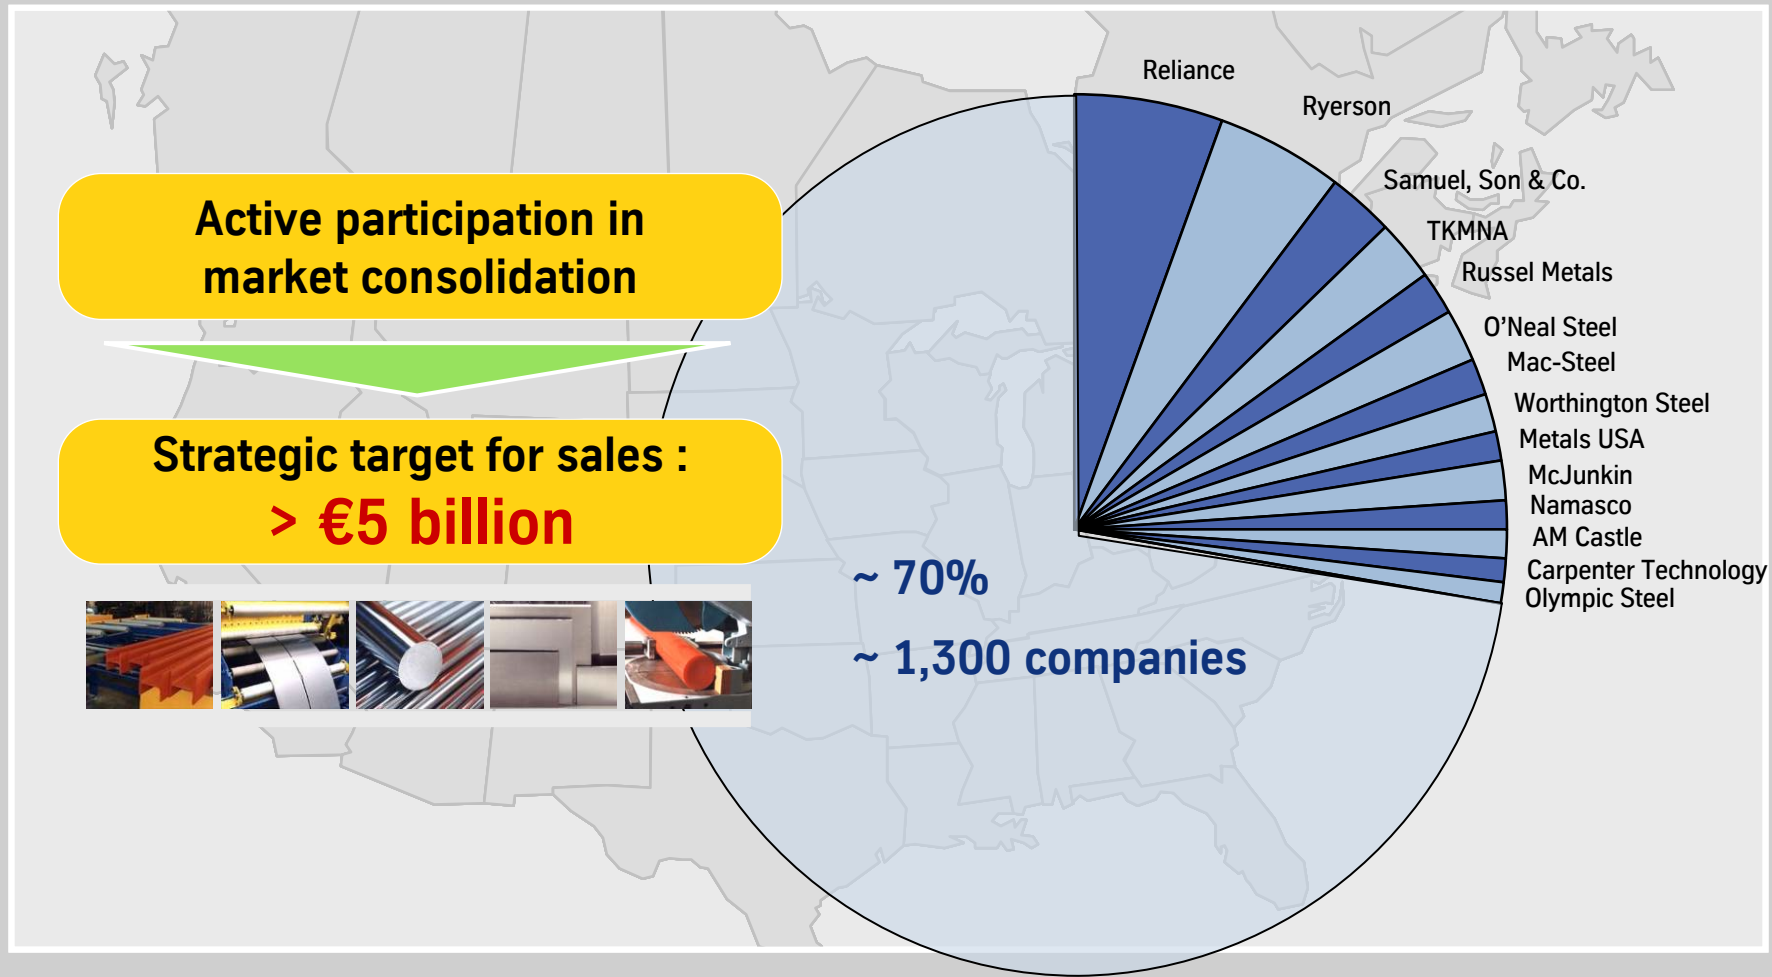 Active participation in
market consolidation
Strategic target for sales :
> €5 billion
Reliance
Ryerson
Samuel, Son & Co.
TKMNA
Russel Metals
O’Neal Steel
Mac-Steel
Worthington Steel
Metals USA
McJunkin
Namasco
AM Castle
Carpenter Technology
Olympic Steel
~ 70%
~ 1,300 companies